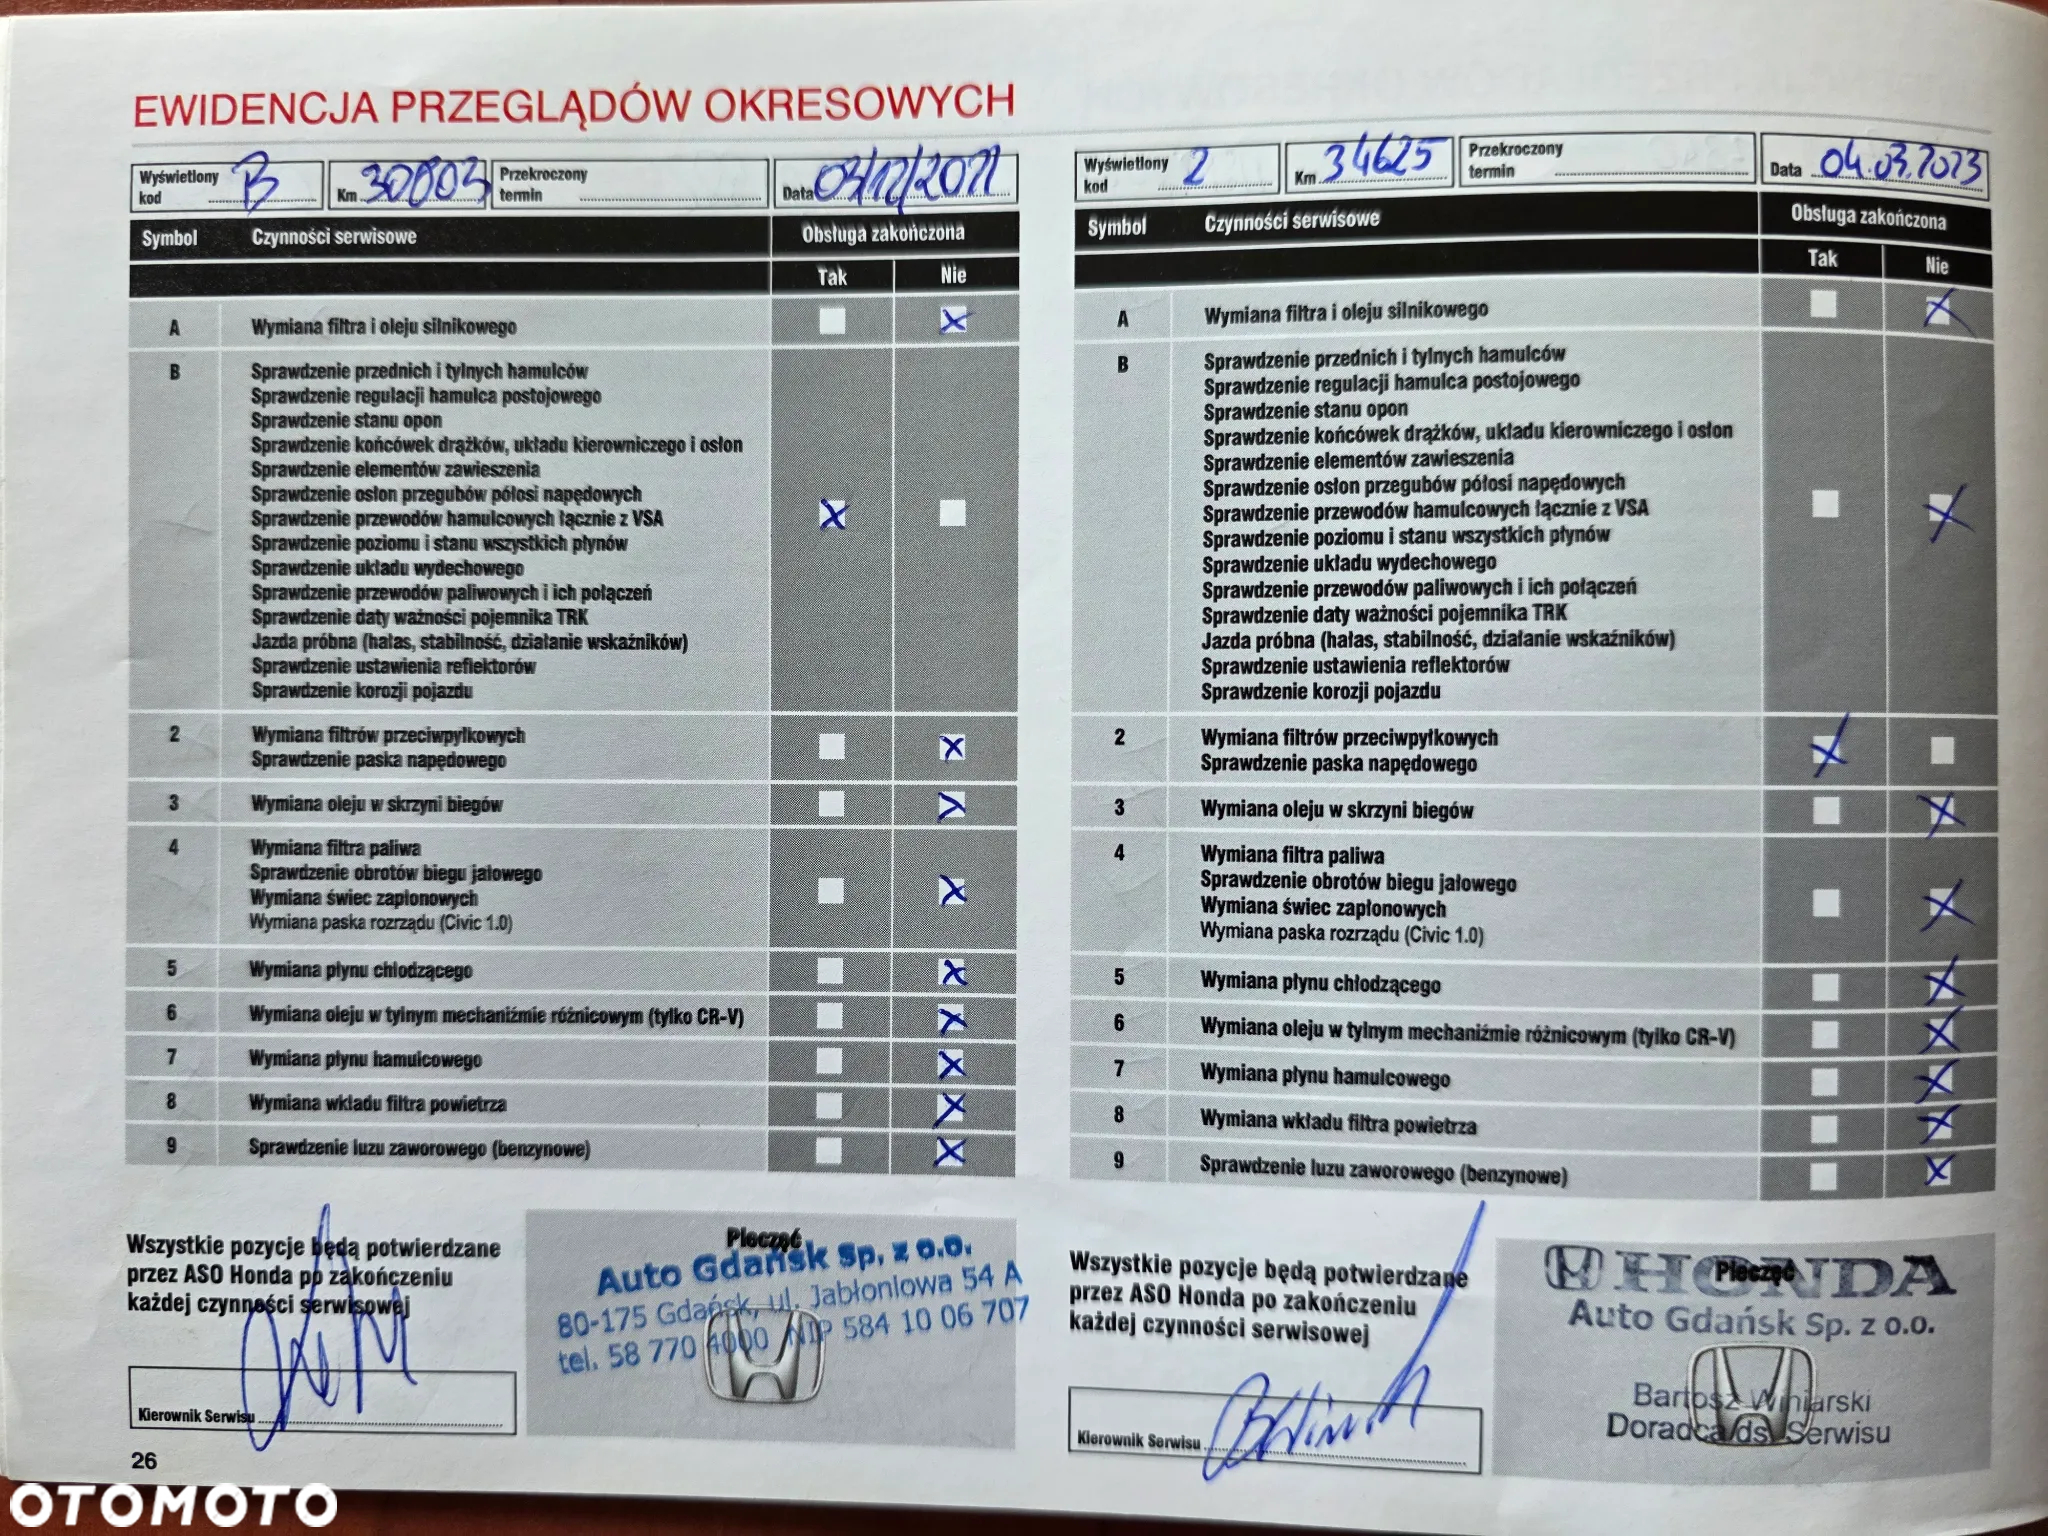 EWIDENCJA PRZEGLĄDÓW OKRESOWYCH
Wyświetlony kod B Km 30803 Przekroczony termin Data 03/12/2021
Symbol Czynności serwisowe Obsługa zakończona
Tak Nie
A Wymiana filtra i oleju silnikowego
B Sprawdzenie przednich i tylnych hamulców
Sprawdzenie regulacji hamulca postojowego
Sprawdzenie stanu opon
Sprawdzenie końcówek drążków, układu kierowniczego i osłon
Sprawdzenie elementów zawieszenia
Sprawdzenie osłon przegubów półosi napędowych
Sprawdzenie przewodów hamulcowych łącznie z VSA
Sprawdzenie poziomu i stanu wszystkich płynów
Sprawdzenie układu wydechowego
Sprawdzenie przewodów paliwowych i ich połączeń
Sprawdzenie daty ważności pojemnika TRK
Jazda próbna (hałas, stabilność, działanie wskaźników)
Sprawdzenie ustawienia reflektorów
Sprawdzenie korozji pojazdu
2 Wymiana filtrów przeciwpyłkowych
Sprawdzenie paska napędowego
3 Wymiana oleju w skrzyni biegów
4 Wymiana filtra paliwa
Sprawdzenie obrotów biegu jałowego
Wymiana świec zapłonowych
Wymiana paska rozrządu (Civic 1.0)
5 Wymiana płynu chłodzącego
6 Wymiana oleju w tylnym mechaniźmie różnicowym (tylko CR-V)
7 Wymiana płynu hamulcowego
8 Wymiana wkładu filtra powietrza
9 Sprawdzenie luzu zaworowego (benzynowe)
Wszystkie pozycje będą potwierdzane
przez ASO Honda po zakończeniu
każdej czynności serwisowej
Kierownik Serwisu
Pieczęć
Auto Gdańsk Sp. z o.o.
80-175 Gdańsk, ul. Jabłoniowa 54 A
tel. 58 770 4000 NIP 584 10 06 707
26
Wyświetlony kod 2 Km 34625 Przekroczony termin Data 04.03.2023
Symbol Czynności serwisowe Obsługa zakończona
Tak Nie
A Wymiana filtra i oleju silnikowego
B Sprawdzenie przednich i tylnych hamulców
Sprawdzenie regulacji hamulca postojowego
Sprawdzenie stanu opon
Sprawdzenie końcówek drążków, układu kierowniczego i osłon
Sprawdzenie elementów zawieszenia
Sprawdzenie osłon przegubów półosi napędowych
Sprawdzenie przewodów hamulcowych łącznie z VSA
Sprawdzenie poziomu i stanu wszystkich płynów
Sprawdzenie układu wydechowego
Sprawdzenie przewodów paliwowych i ich połączeń
Sprawdzenie daty ważności pojemnika TRK
Jazda próbna (hałas, stabilność, działanie wskaźników)
Sprawdzenie ustawienia reflektorów
Sprawdzenie korozji pojazdu
2 Wymiana filtrów przeciwpyłkowych
Sprawdzenie paska napędowego
3 Wymiana oleju w skrzyni biegów
4 Wymiana filtra paliwa
Sprawdzenie obrotów biegu jałowego
Wymiana świec zapłonowych
Wymiana paska rozrządu (Civic 1.0)
5 Wymiana płynu chłodzącego
6 Wymiana oleju w tylnym mechaniźmie różnicowym (tylko CR-V)
7 Wymiana płynu hamulcowego
8 Wymiana wkładu filtra powietrza
9 Sprawdzenie luzu zaworowego (benzynowe)
Wszystkie pozycje będą potwierdzane
przez ASO Honda po zakończeniu
każdej czynności serwisowej
Kierownik Serwisu
Pieczęć
HONDA
Auto Gdańsk Sp. z o.o.
Bartosz Winiarski
Doradca ds. Serwisu
OTOMOTO